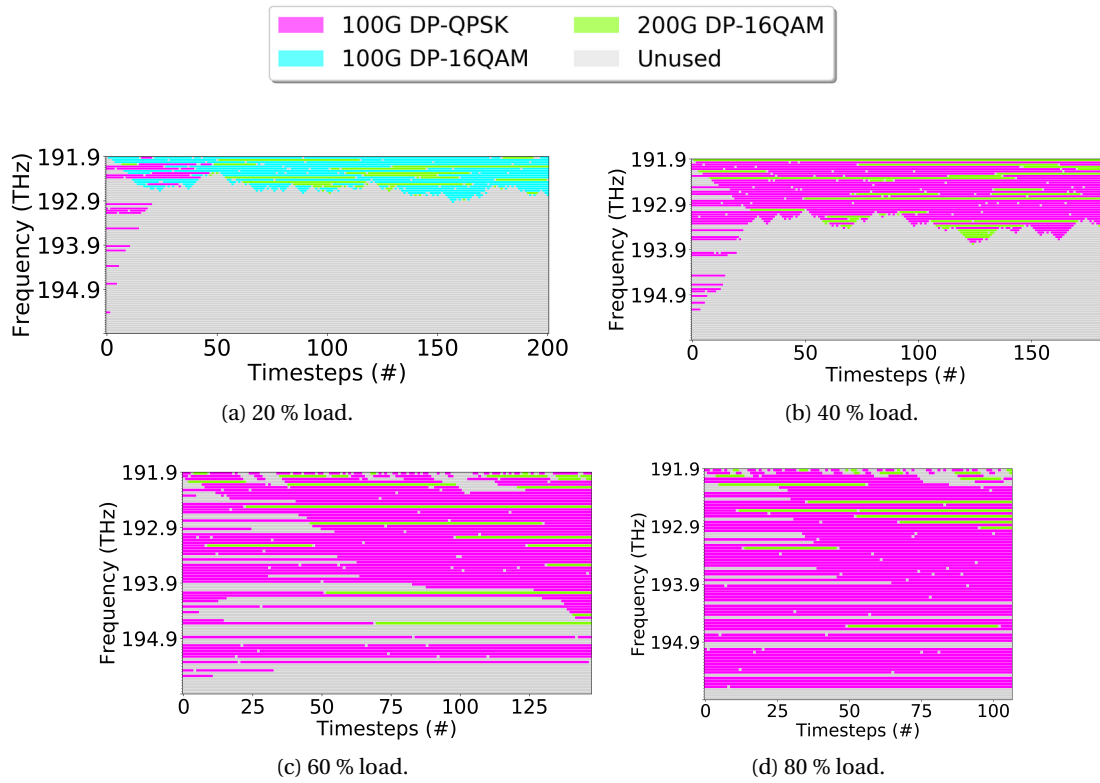 100G DP-QPSK 200G DP-16QAM
100G DP-16QAM Unused
191.9
192.9
193.9
194.9
Frequency (THz)
0 50 100 150 200
Timesteps (#)
(a) 20 % load.
191.9
192.9
193.9
194.9
Frequency (THz)
0 50 100 150
Timesteps (#)
(b) 40 % load.
191.9
192.9
193.9
194.9
Frequency (THz)
0 25 50 75 100 125
Timesteps (#)
(c) 60 % load.
191.9
192.9
193.9
194.9
Frequency (THz)
0 25 50 75 100
Timesteps (#)
(d) 80 % load.